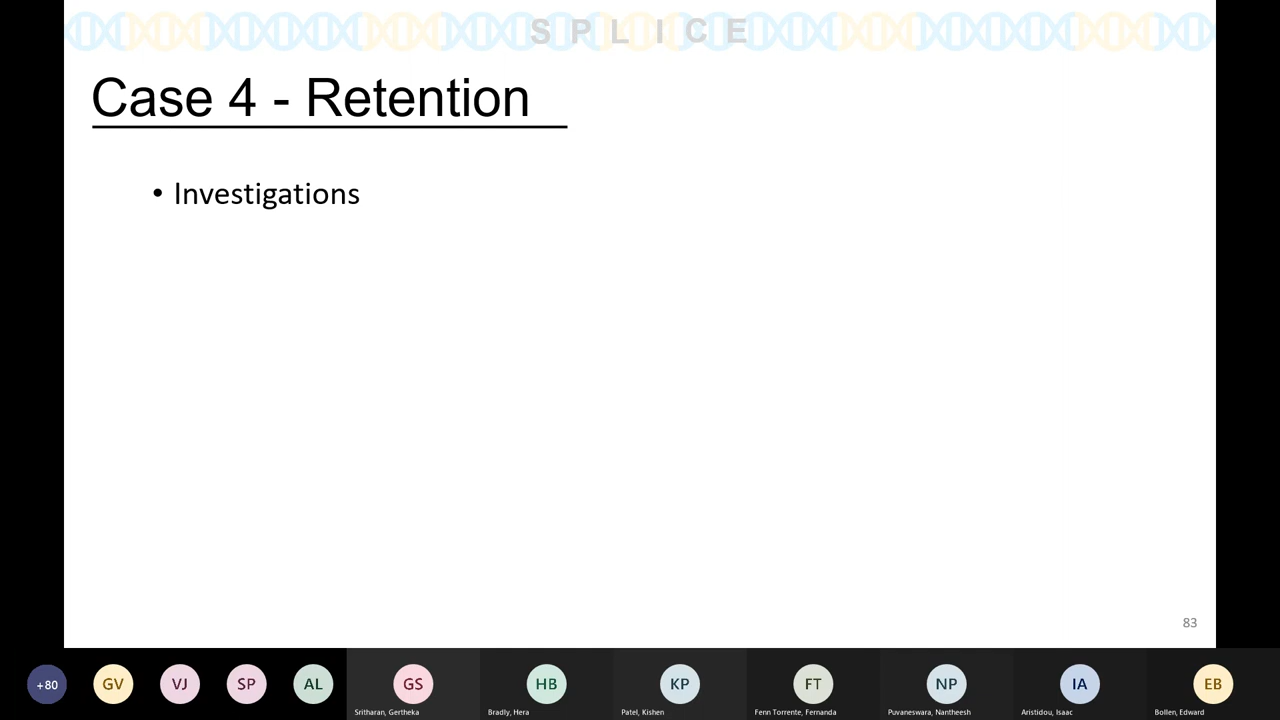 S P L I C E
Case 4 - Retention
• Investigations
83
+80 GV VJ SP AL GS HB KP FT NP IA EB
Sritharan, Gertheka Bradly, Hera Patel, Kishen Fenn Torrente, Fernanda Puvaneswara, Nantheesh Aristidou, Isaac Bollen, Edward